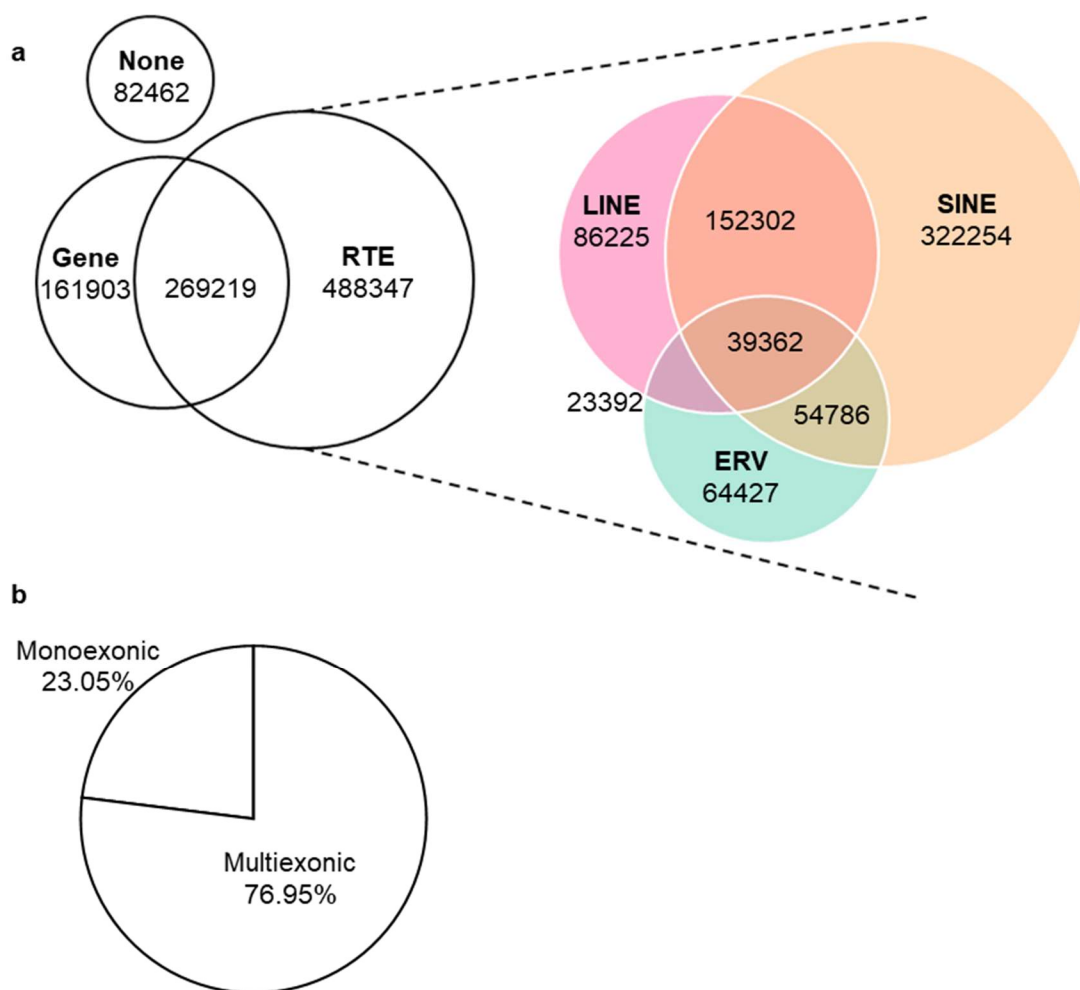 a
None
82462
Gene
161903
269219
RTE
488347
LINE
86225
152302
SINE
322254
39362
23392
54786
ERV
64427
b
Monoexonic
23.05%
Multiexonic
76.95%